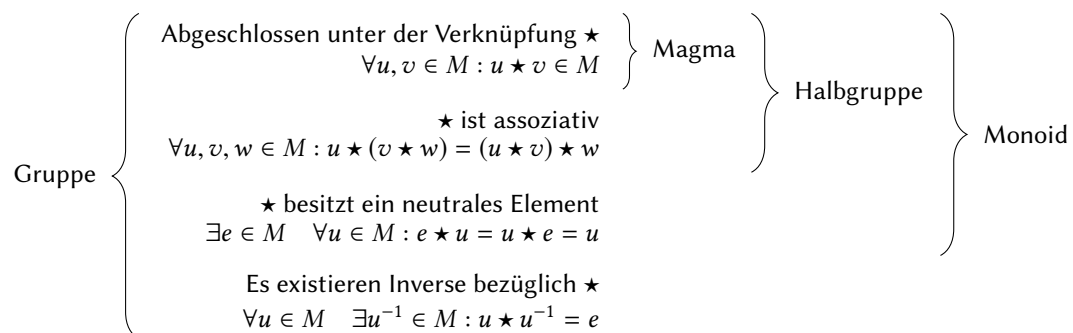 Abgeschlossen unter der Verknüpfung ★
∀u, v ∈ M : u ★ v ∈ M
Magma
Halbgruppe
★ ist assoziativ
∀u, v, w ∈ M : u ★ (v ★ w) = (u ★ v) ★ w
Monoid
Gruppe
★ besitzt ein neutrales Element
∃e ∈ M ∀u ∈ M : e ★ u = u ★ e = u
Es existieren Inverse bezüglich ★
∀u ∈ M ∃u⁻¹ ∈ M : u ★ u⁻¹ = e